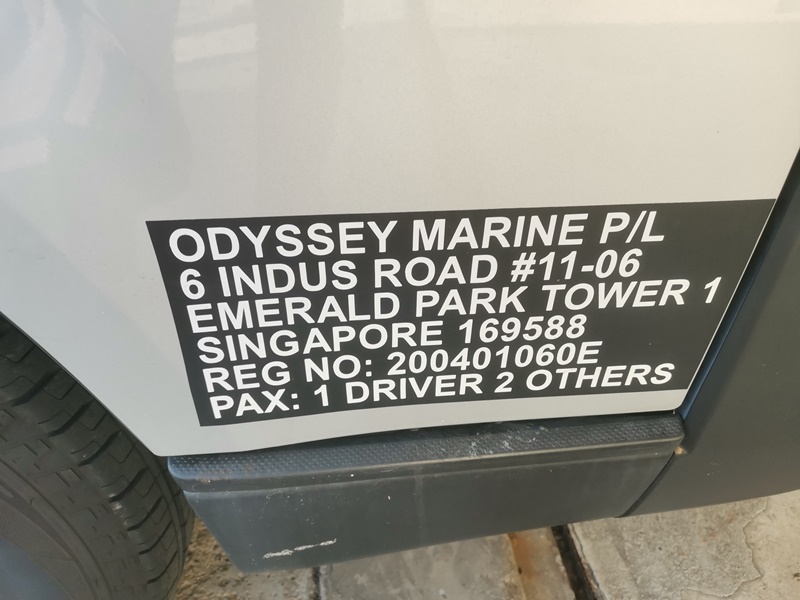 ODYSSEY MARINE P/L
6 INDUS ROAD #11-06
EMERALD PARK TOWER 1
SINGAPORE 169588
REG NO: 200401060E
PAX: 1 DRIVER 2 OTHERS